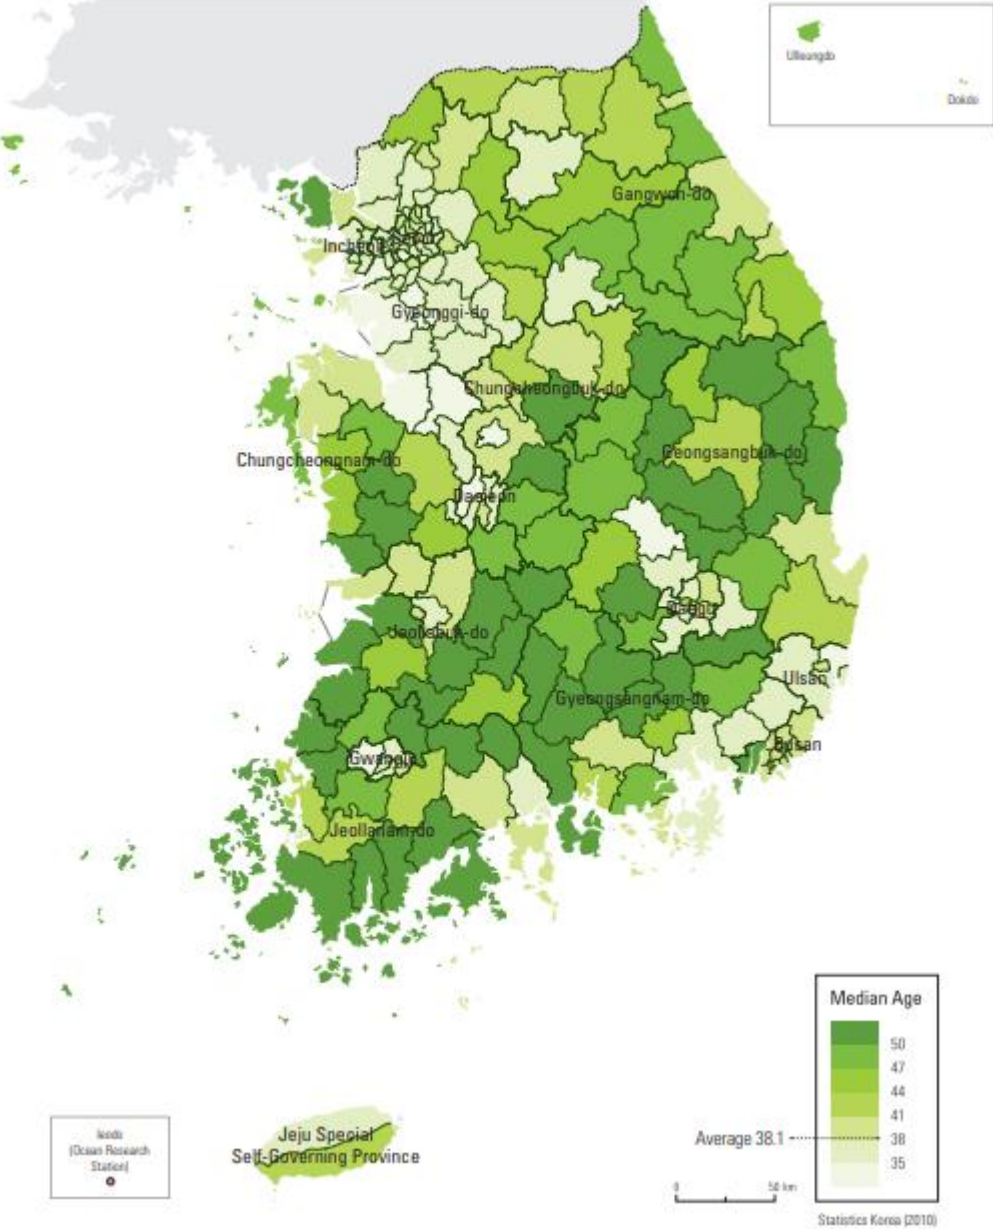 Ulleungdo
Dokdo
Gangwon-do
Incheon
Gyeonggi-do
Chungcheongbuk-do
Chungcheongnam-do
Geongsangbuk-do
Daejeon
Daegu
Jeollabuk-do
Ulsan
Gyeongsangnam-do
Busan
Gwangju
Jeollanam-do
Median Age
50
47
44
41
Average 38.1
38
35
0
50 km
Statistics Korea (2010)
Ieodo
(Ocean Research
Station)
Jeju Special
Self-Governing Province